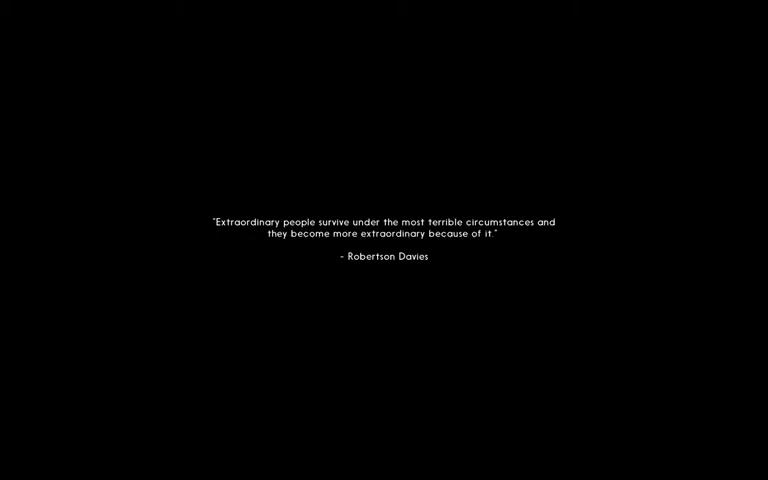 "Extraordinary people survive under the most terrible circumstances and
they become more extraordinary because of it."
- Robertson Davies